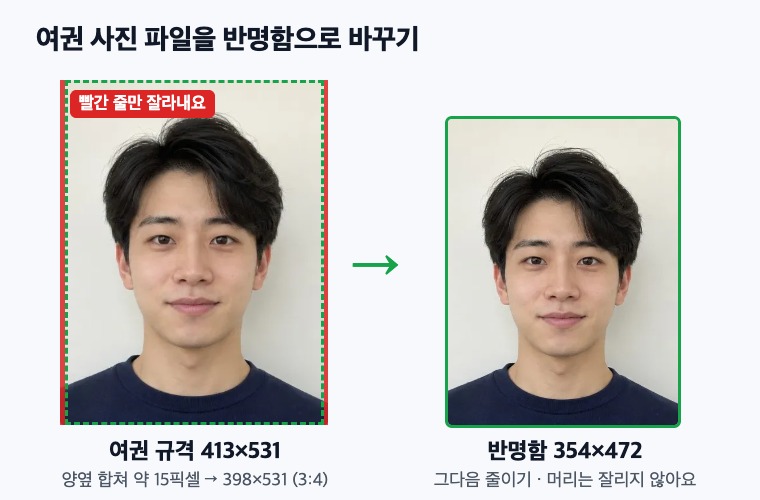 여권 사진 파일을 반명함으로 바꾸기
빨간 줄만 잘라내요
→
여권 규격 413×531
양옆 합쳐 약 15픽셀 → 398×531 (3:4)
반명함 354×472
그다음 줄이기 · 머리는 잘리지 않아요